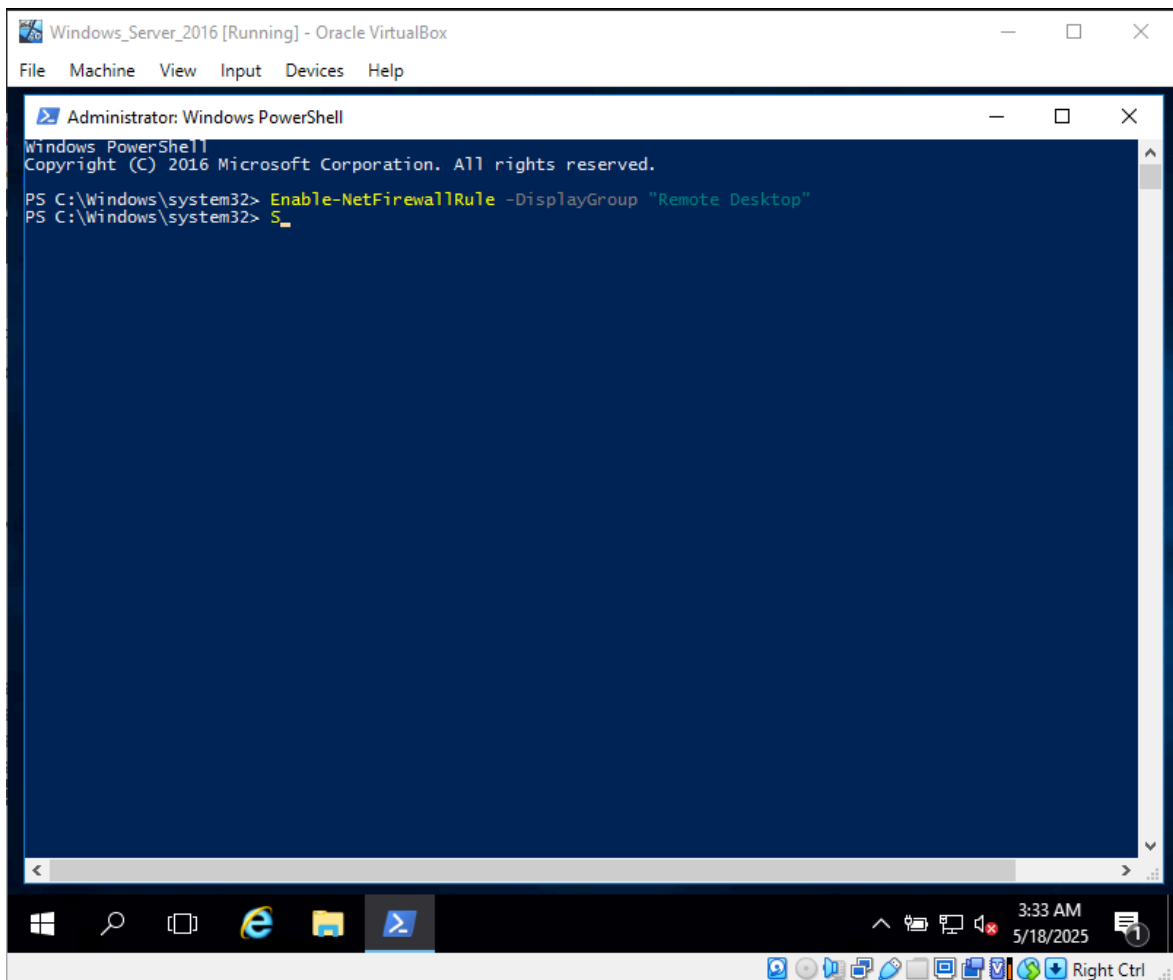 Windows_Server_2016 [Running] - Oracle VirtualBox
File Machine View Input Devices Help
Administrator: Windows PowerShell
Windows PowerShell
Copyright (C) 2016 Microsoft Corporation. All rights reserved.
PS C:\Windows\system32> Enable-NetFirewallRule -DisplayGroup "Remote Desktop"
PS C:\Windows\system32> S_
3:33 AM
5/18/2025
1
Right Ctrl